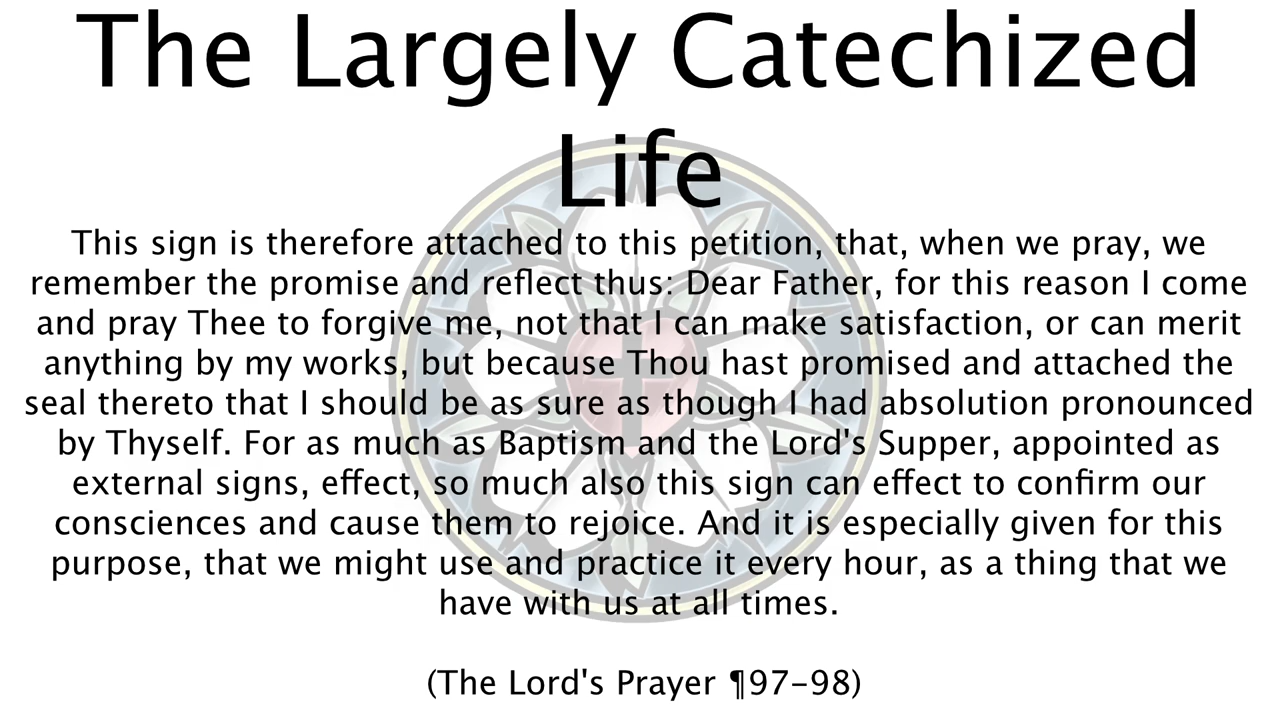 The Largely Catechized
Life
This sign is therefore attached to this petition, that, when we pray, we
remember the promise and reflect thus: Dear Father, for this reason I come
and pray Thee to forgive me, not that I can make satisfaction, or can merit
anything by my works, but because Thou hast promised and attached the
seal thereto that I should be as sure as though I had absolution pronounced
by Thyself. For as much as Baptism and the Lord's Supper, appointed as
external signs, effect, so much also this sign can effect to confirm our
consciences and cause them to rejoice. And it is especially given for this
purpose, that we might use and practice it every hour, as a thing that we
have with us at all times.
(The Lord's Prayer ¶97–98)